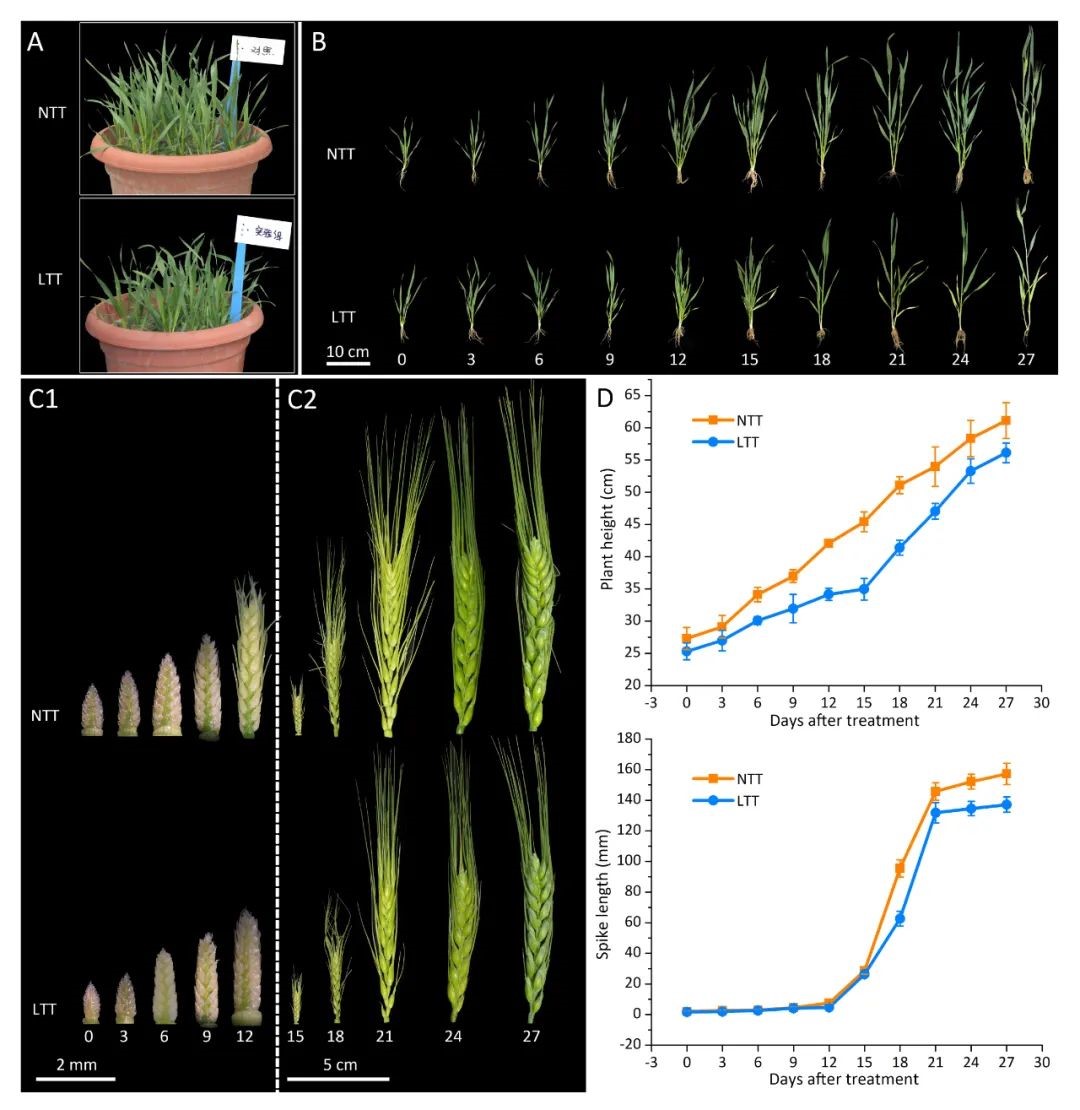 A
NTT
对照
LTT
实验组
B
NTT
LTT
10 cm
0 3 6 9 12 15 18 21 24 27
C1
NTT
LTT
0 3 6 9 12
2 mm
C2
15 18 21 24 27
5 cm
D
NTT
LTT
Plant height (cm)
65
60
55
50
45
40
35
30
25
20
-3 0 3 6 9 12 15 18 21 24 27 30
Days after treatment
NTT
LTT
Spike length (mm)
180
160
140
120
100
80
60
40
20
0
-20
-3 0 3 6 9 12 15 18 21 24 27 30
Days after treatment